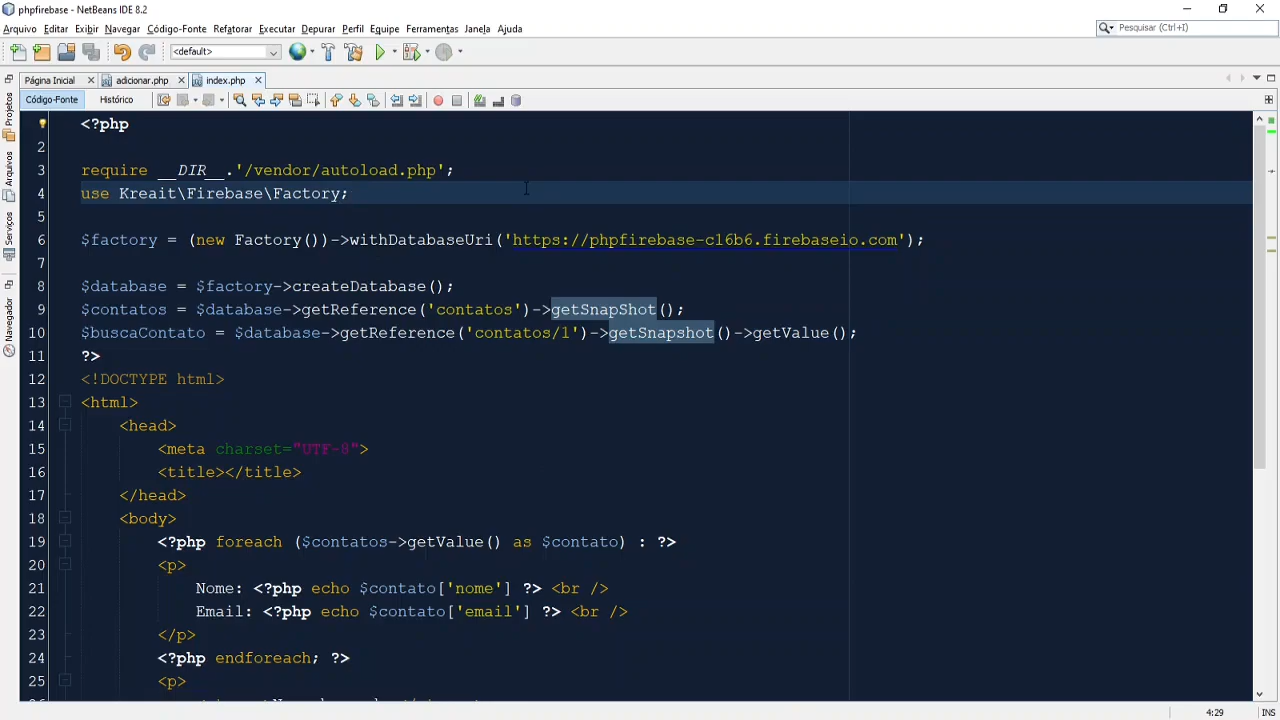 phpfirebase - NetBeans IDE 8.2
Arquivo Editar Exibir Navegar Código-Fonte Refatorar Executar Depurar Perfil Equipe Ferramentas Janela Ajuda
Pesquisar (Ctrl+I)
<default>
Página Inicial adicionar.php index.php
Código-Fonte Histórico
Projetos
Arquivos
Serviços
Navegador
<?php
2
3 require __DIR__.'/vendor/autoload.php';
4 use Kreait\Firebase\Factory;
5
6 $factory = (new Factory())->withDatabaseUri('https://phpfirebase-c16b6.firebaseio.com');
7
8 $database = $factory->createDatabase();
9 $contatos = $database->getReference('contatos')->getSnapShot();
10 $buscaContato = $database->getReference('contatos/1')->getSnapshot()->getValue();
11 ?>
12 <!DOCTYPE html>
13 <html>
14 <head>
15 <meta charset="UTF-8">
16 <title></title>
17 </head>
18 <body>
19 <?php foreach ($contatos->getValue() as $contato) : ?>
20 <p>
21 Nome: <?php echo $contato['nome'] ?> <br />
22 Email: <?php echo $contato['email'] ?> <br />
23 </p>
24 <?php endforeach; ?>
25 <p>
4:29 INS